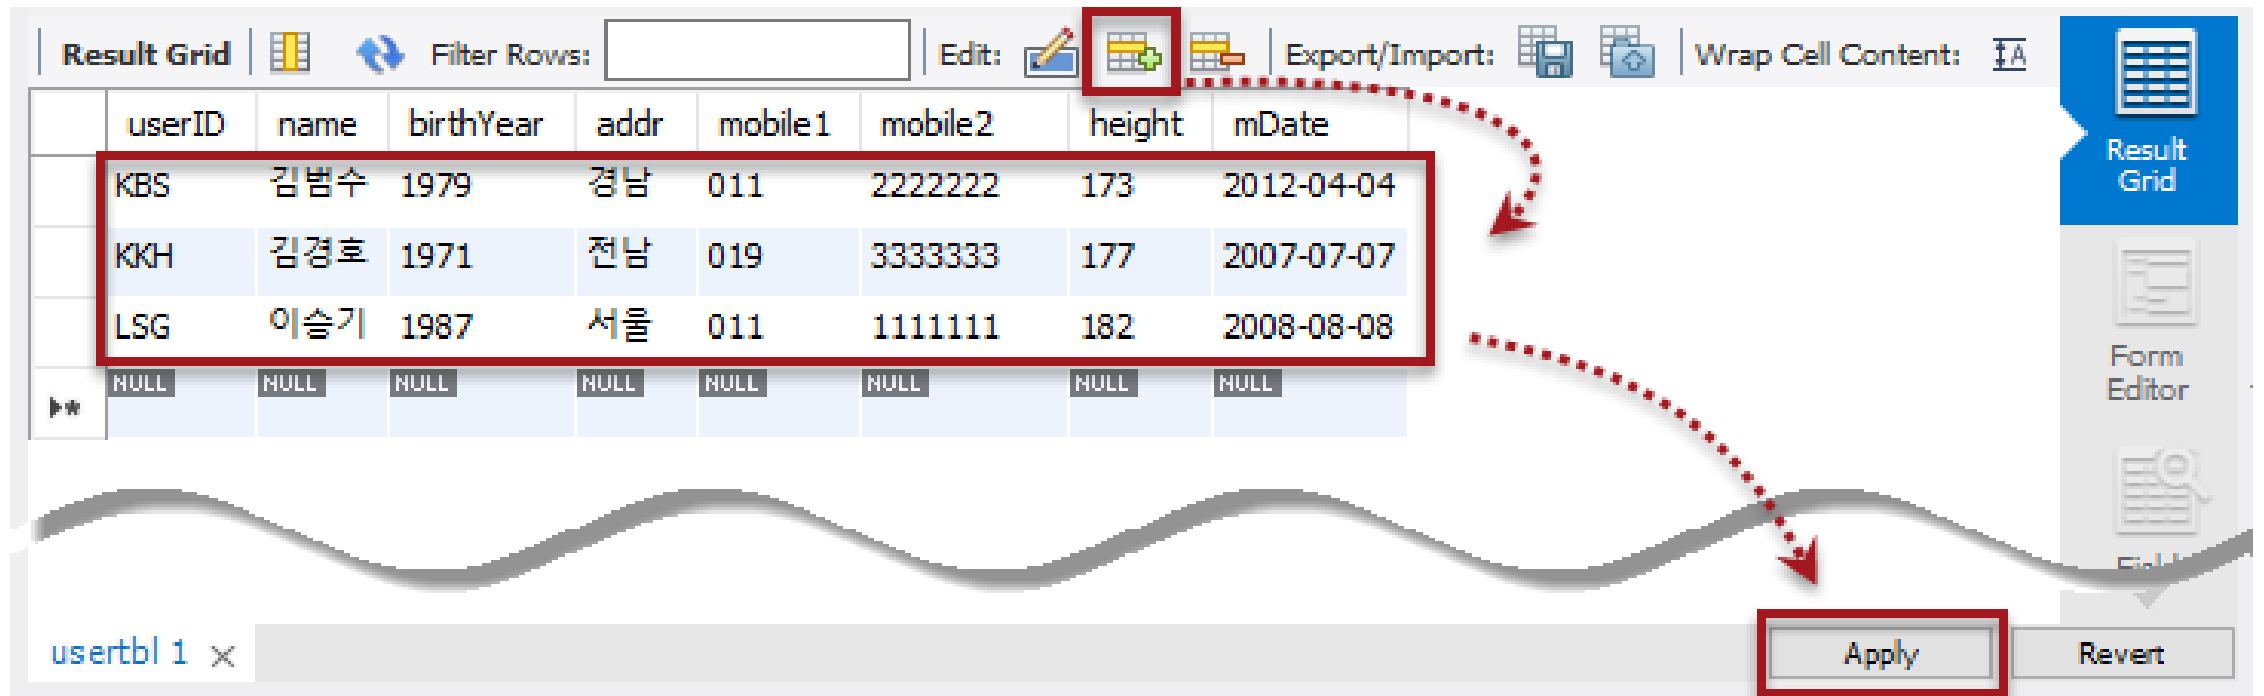 Result Grid Filter Rows: Edit: Export/Import: Wrap Cell Content: A
userID name birthYear addr mobile1 mobile2 height mDate
KBS 김범수 1979 경남 011 2222222 173 2012-04-04
KKH 김경호 1971 전남 019 3333333 177 2007-07-07
LSG 이승기 1987 서울 011 1111111 182 2008-08-08
NULL NULL NULL NULL NULL NULL NULL NULL
Result
Grid
Form
Editor
usertbl 1
Apply Revert